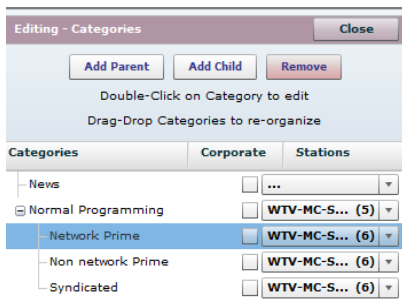 Editing - Categories Close
Add Parent Add Child Remove
Double-Click on Category to edit
Drag-Drop Categories to re-organize
Categories Corporate Stations
News ...
Normal Programming WTV-MC-S... (5)
Network Prime WTV-MC-S... (6)
Non network Prime WTV-MC-S... (6)
Syndicated WTV-MC-S... (6)